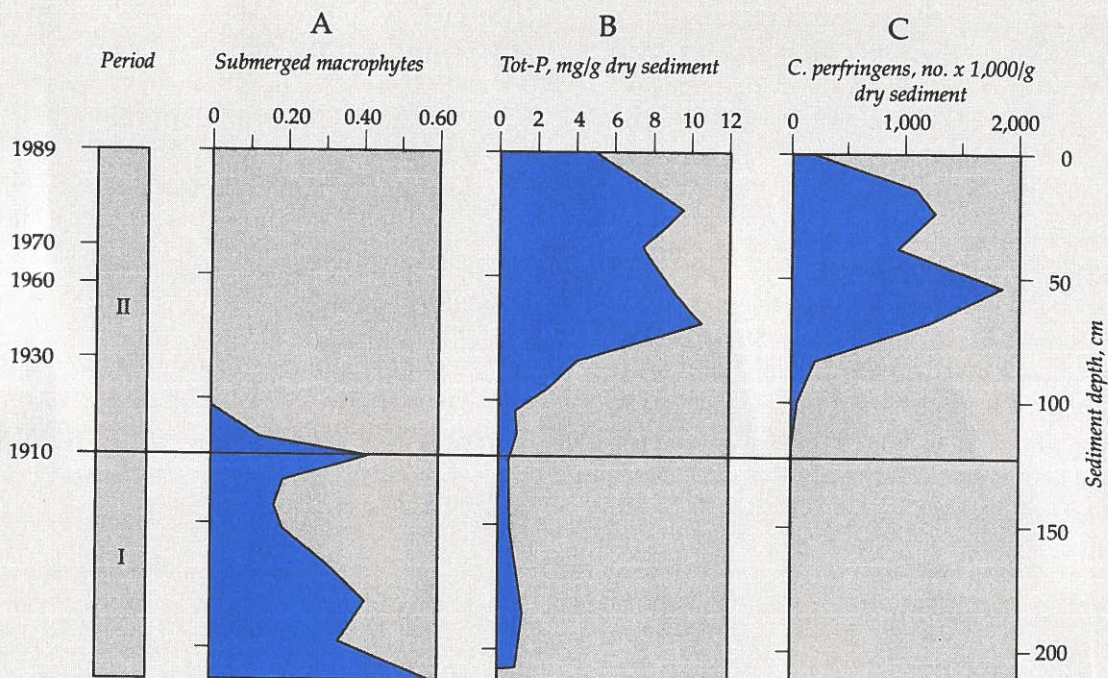 A
B
C
Period
Submerged macrophytes
Tot-P, mg/g dry sediment
C. perfringens, no. x 1,000/g
dry sediment
0 0.20 0.40 0.60
0 2 4 6 8 10 12
0 1,000 2,000
1989
0
1970
1960
50
II
1930
100
1910
150
I
200
Sediment depth, cm